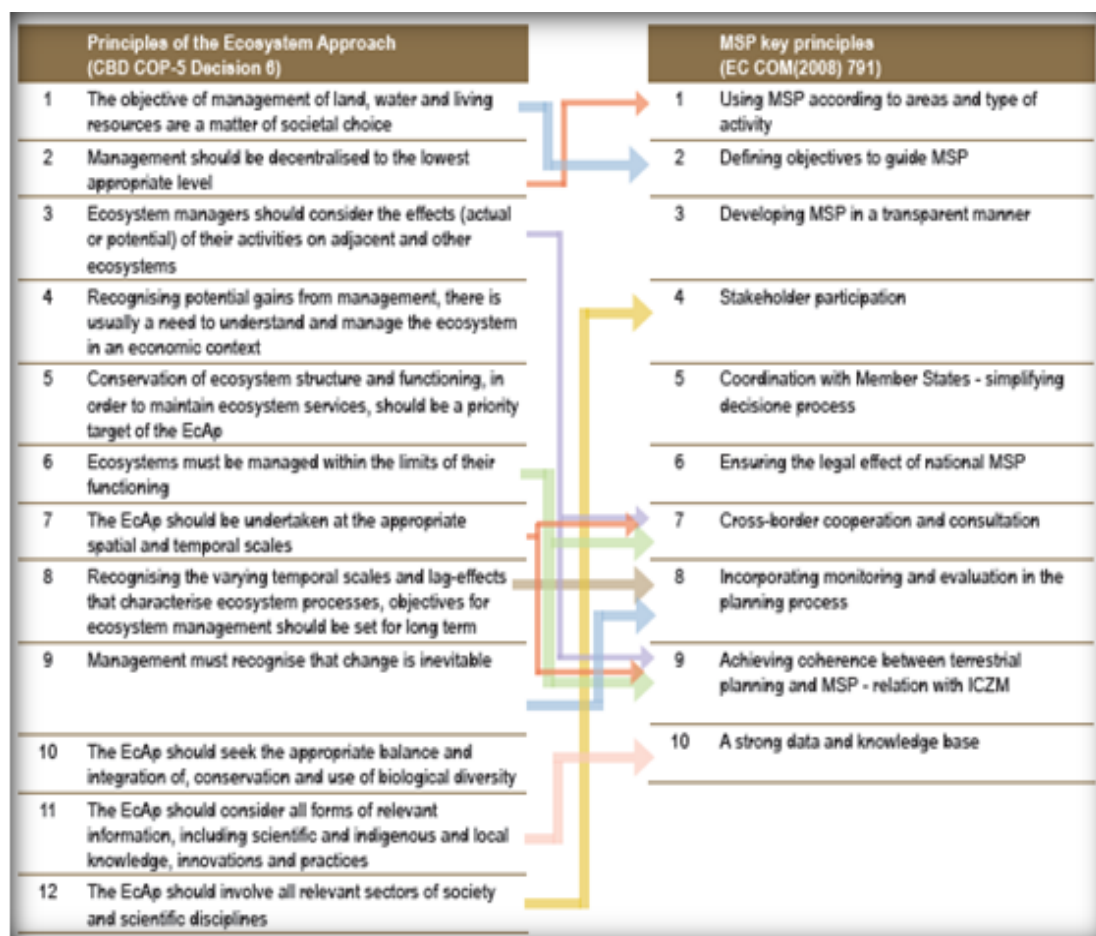 Principles of the Ecosystem Approach
(CBD COP-5 Decision 6)
1 The objective of management of land, water and living
resources are a matter of societal choice
2 Management should be decentralised to the lowest
appropriate level
3 Ecosystem managers should consider the effects (actual
or potential) of their activities on adjacent and other
ecosystems
4 Recognising potential gains from management, there is
usually a need to understand and manage the ecosystem
in an economic context
5 Conservation of ecosystem structure and functioning, in
order to maintain ecosystem services, should be a priority
target of the EcAp
6 Ecosystems must be managed within the limits of their
functioning
7 The EcAp should be undertaken at the appropriate
spatial and temporal scales
8 Recognising the varying temporal scales and lag-effects
that characterise ecosystem processes, objectives for
ecosystem management should be set for long term
9 Management must recognise that change is inevitable
10 The EcAp should seek the appropriate balance and
integration of, conservation and use of biological diversity
11 The EcAp should consider all forms of relevant
information, including scientific and indigenous and local
knowledge, innovations and practices
12 The EcAp should involve all relevant sectors of society
and scientific disciplines
MSP key principles
(EC COM(2008) 791)
1 Using MSP according to areas and type of
activity
2 Defining objectives to guide MSP
3 Developing MSP in a transparent manner
4 Stakeholder participation
5 Coordination with Member States - simplifying
decisione process
6 Ensuring the legal effect of national MSP
7 Cross-border cooperation and consultation
8 Incorporating monitoring and evaluation in the
planning process
9 Achieving coherence between terrestrial
planning and MSP - relation with ICZM
10 A strong data and knowledge base